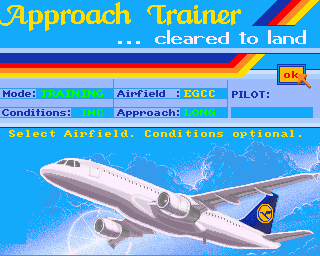 Approach Trainer
... cleared to land
ok
Mode: TRAINING Airfield : EGCC PILOT:
Conditions: IMC Approach: LONG
Select Airfield. Conditions optional.